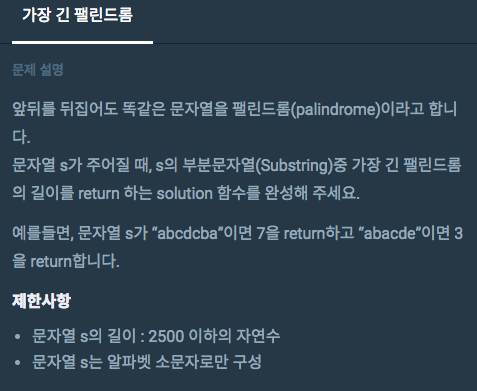 가장 긴 팰린드롬
문제 설명
앞뒤를 뒤집어도 똑같은 문자열을 팰린드롬(palindrome)이라고 합니
다.
문자열 s가 주어질 때, s의 부분문자열(Substring)중 가장 긴 팰린드롬
의 길이를 return 하는 solution 함수를 완성해 주세요.
예를들면, 문자열 s가 “abcdcba”이면 7을 return하고 “abacde”이면 3
을 return합니다.
제한사항
• 문자열 s의 길이 : 2500 이하의 자연수
• 문자열 s는 알파벳 소문자로만 구성